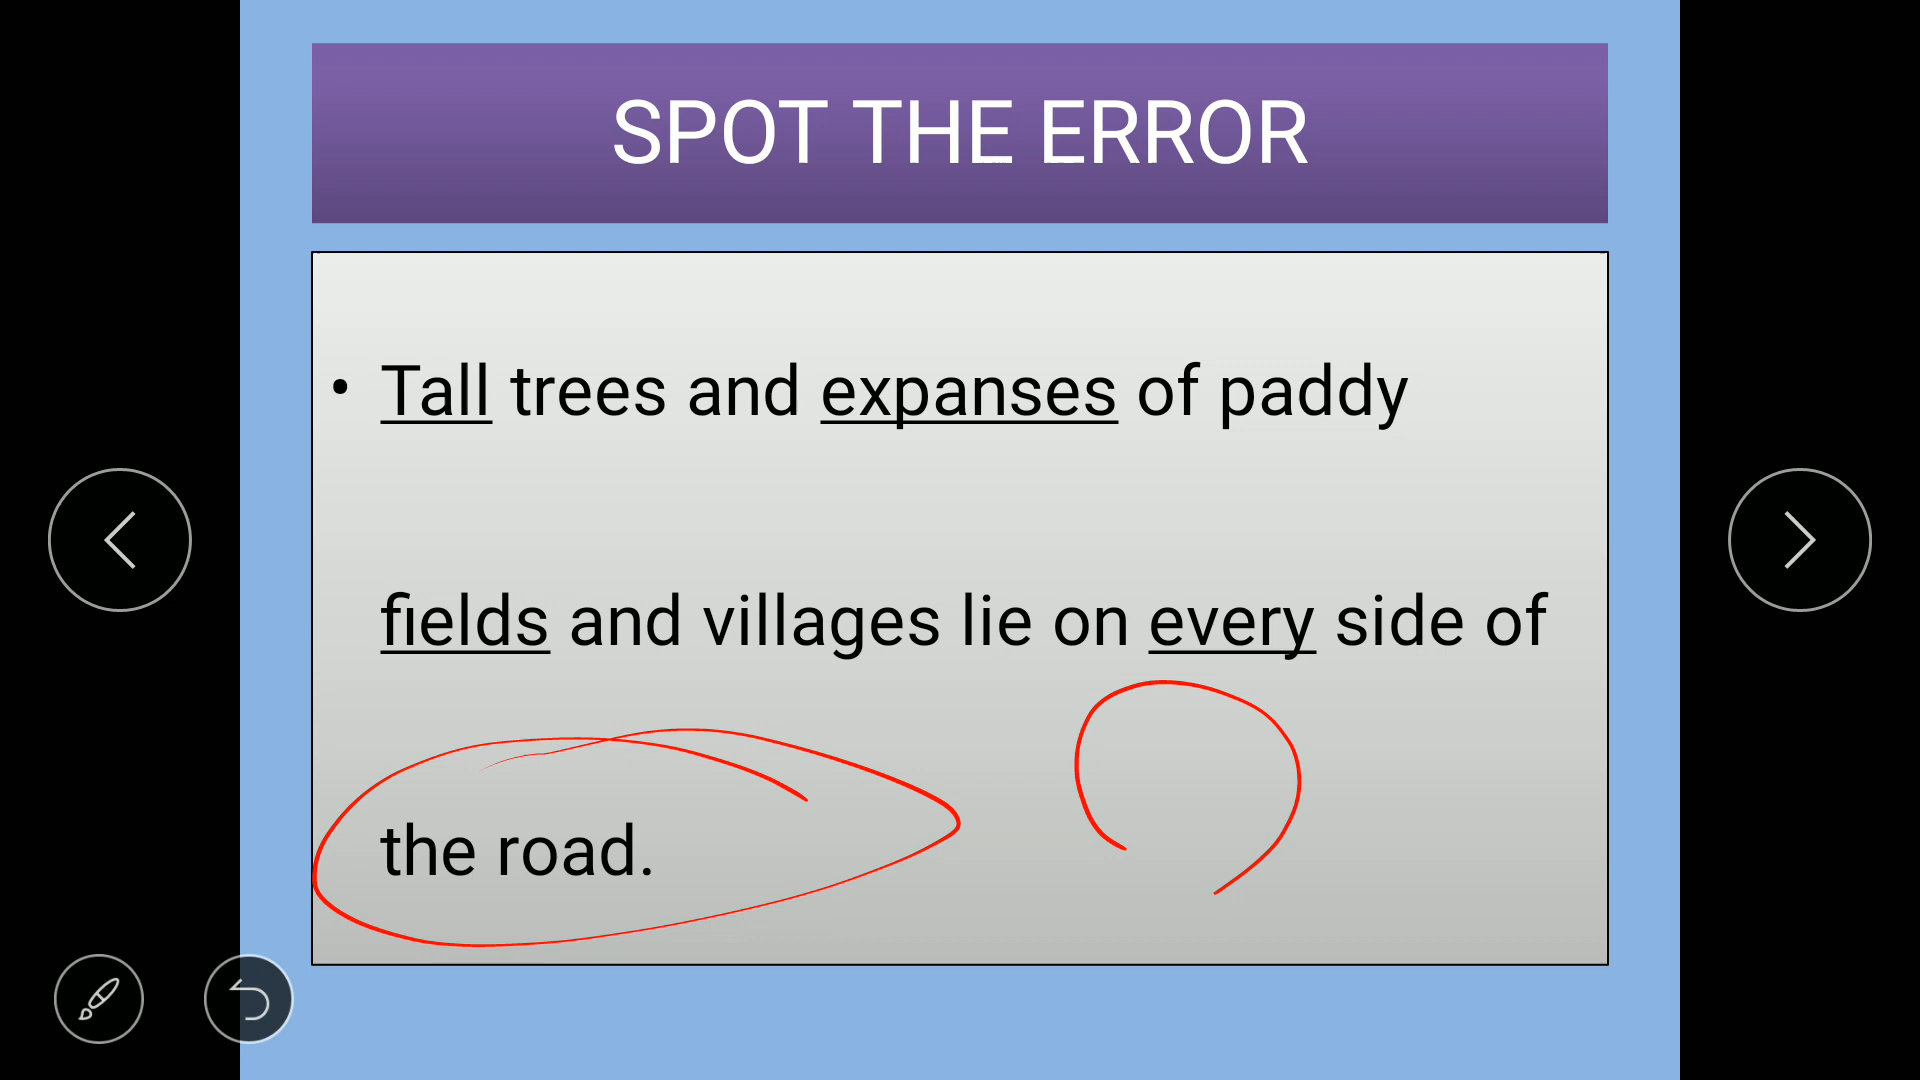 SPOT THE ERROR
• Tall trees and expanses of paddy
fields and villages lie on every side of
the road.